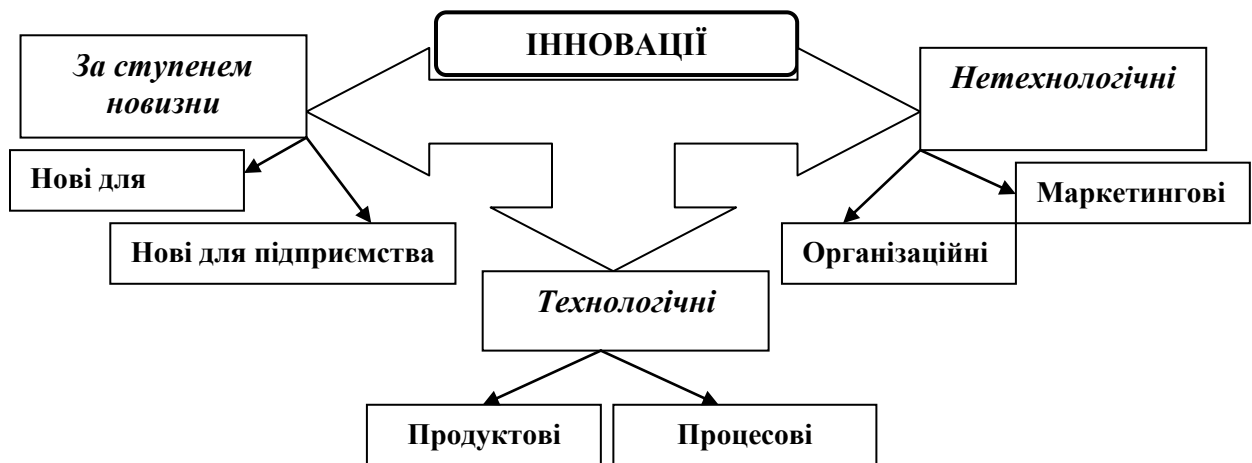 ІННОВАЦІЇ
За ступенем
новизни
Нетехнологічні
Нові для
Маркетингові
Нові для підприємства
Організаційні
Технологічні
Продуктові
Процесові